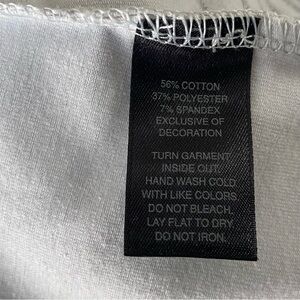 56% COTTON
37% POLYESTER
7% SPANDEX
EXCLUSIVE OF
DECORATION
TURN GARMENT
INSIDE OUT.
HAND WASH COLD
WITH LIKE COLORS
DO NOT BLEACH.
LAY FLAT TO DRY.
DO NOT IRON.